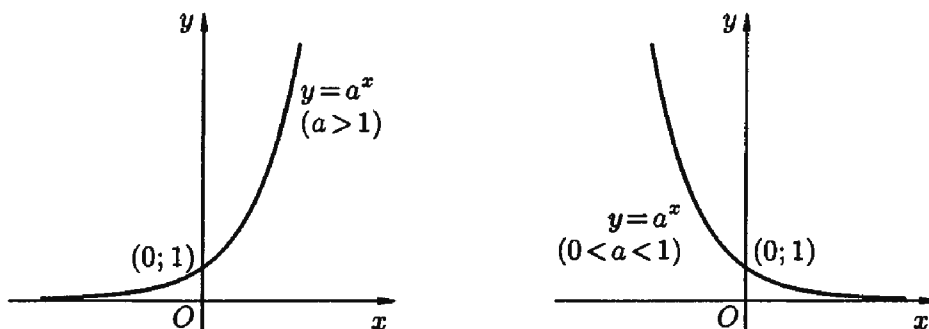 y
y = a^x
(a > 1)
(0; 1)
O
x
y
y = a^x
(0 < a < 1)
(0; 1)
O
x